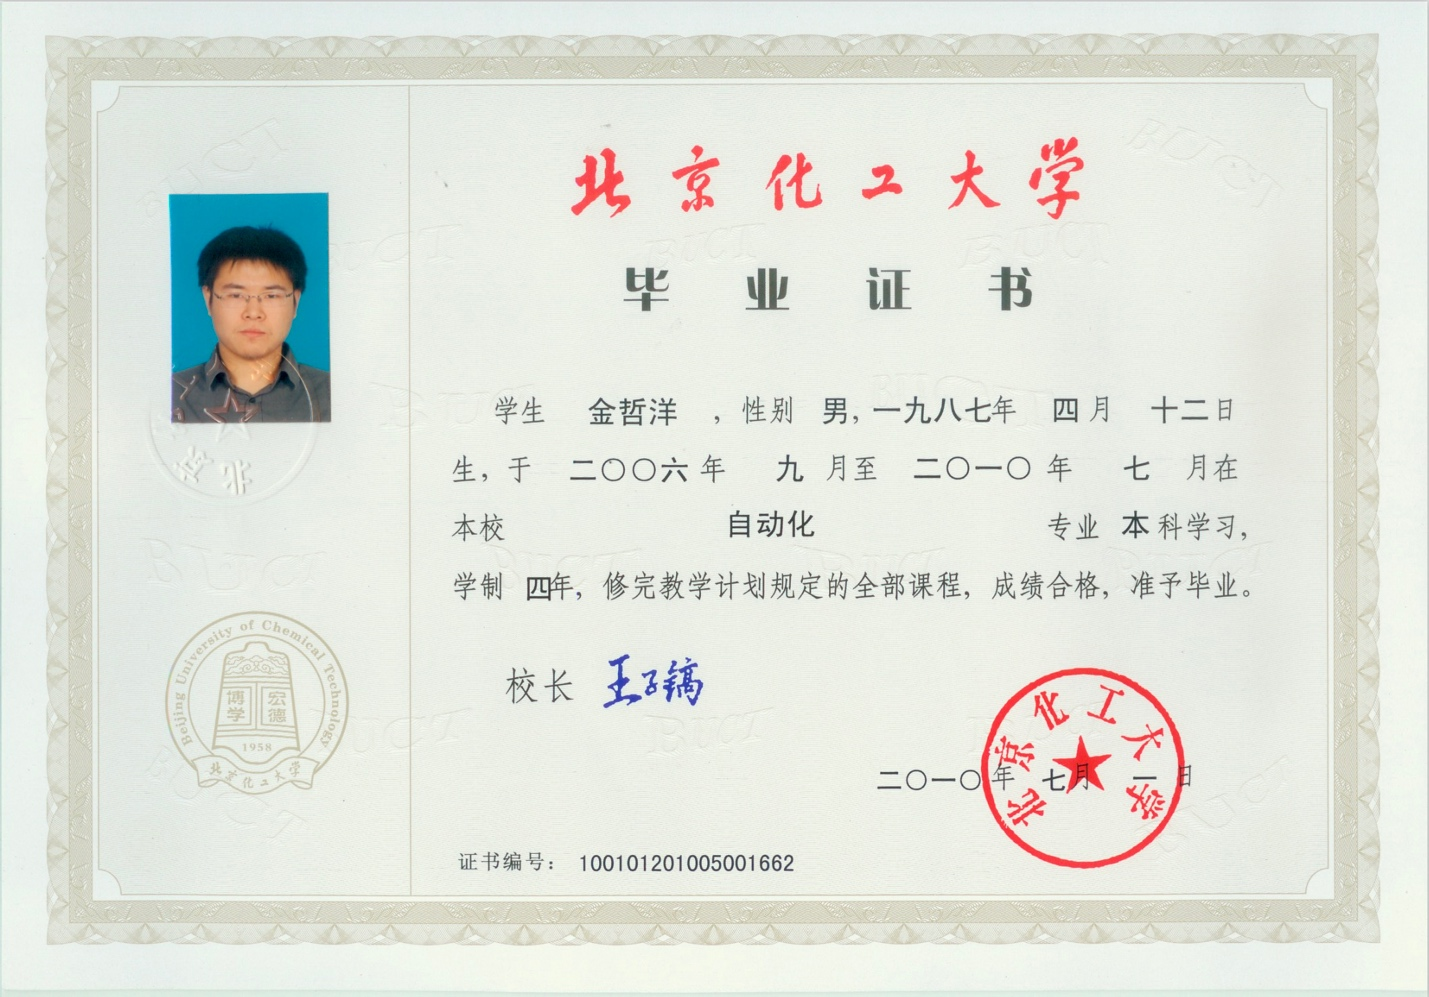 北京化工大学
毕业证书
学生 金哲洋 ，性别 男，一九八七年 四月 十二日
生，于 二〇〇六年 九 月至 二〇一〇 年 七 月在
本校 自动化 专业 本科学习，
学制 四年，修完教学计划规定的全部课程，成绩合格，准予毕业。
校长 王子镐
二〇一〇年 七月 一日
北京化工大学
证书编号： 100101201005001662
北京
Beijing University of Chemical Technology
博学 宏德
1958
北京化工大学
BUCT